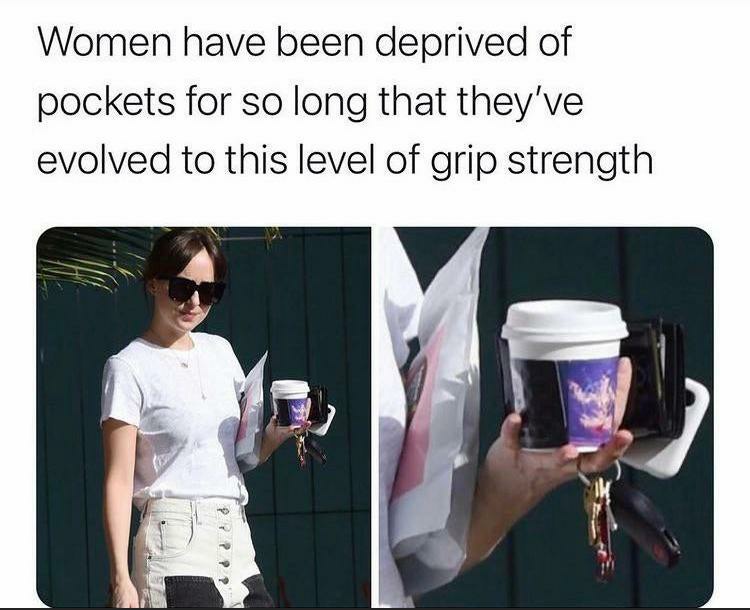 Women have been deprived of
pockets for so long that they've
evolved to this level of grip strength